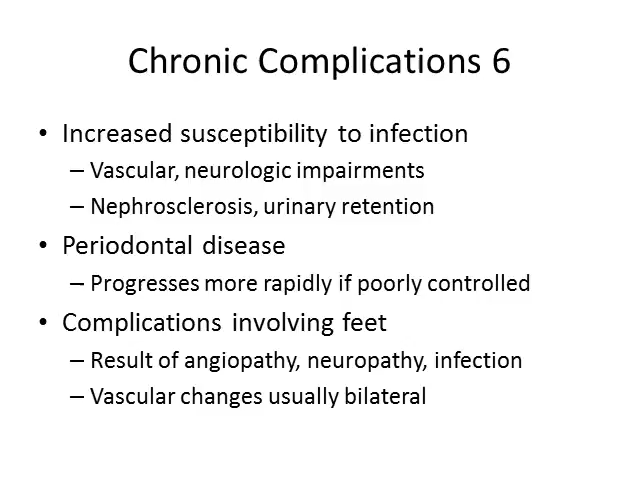 Chronic Complications 6
• Increased susceptibility to infection
– Vascular, neurologic impairments
– Nephrosclerosis, urinary retention
• Periodontal disease
– Progresses more rapidly if poorly controlled
• Complications involving feet
– Result of angiopathy, neuropathy, infection
– Vascular changes usually bilateral